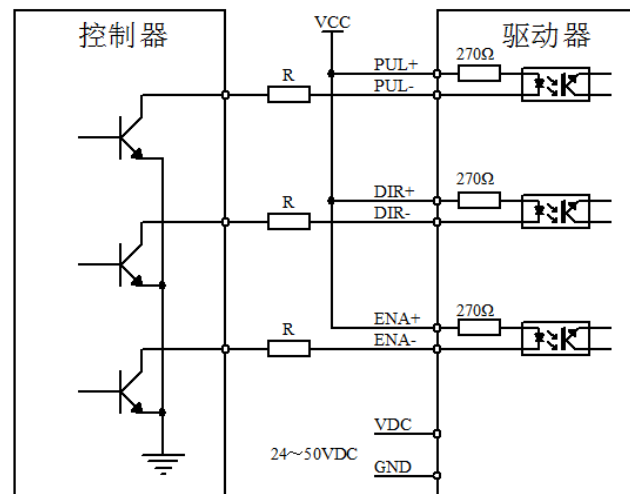 控制器
VCC
驱动器
PUL+
270Ω
R
PUL-
DIR+
270Ω
R
DIR-
ENA+
270Ω
R
ENA-
VDC
24～50VDC
GND